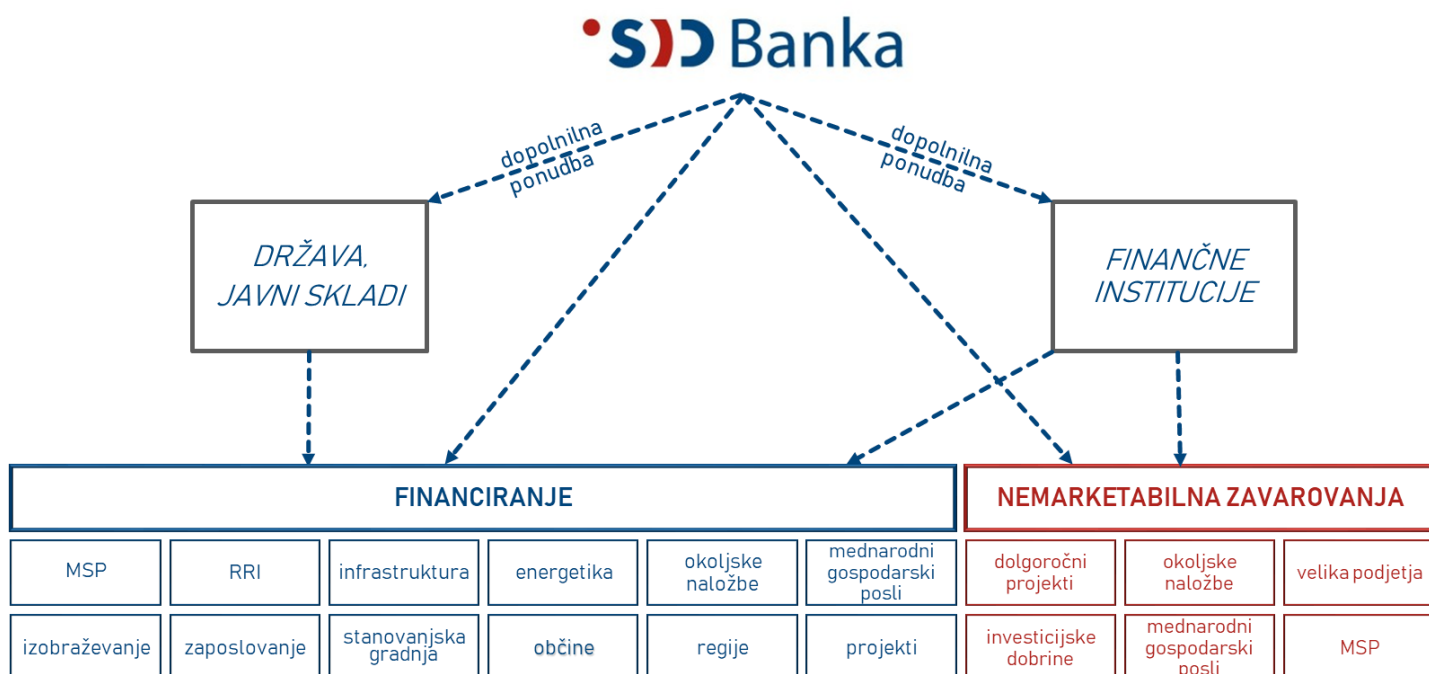 SID Banka
dopolnilna
ponudba
dopolnilna
ponudba
DRŽAVA,
JAVNI SKLADI
FINANČNE
INSTITUCIJE
FINANCIRANJE
NEMARKETABILNA ZAVAROVANJA
MSP
RRI
infrastruktura
energetika
okoljske
naložbe
mednarodni
gospodarski
posli
dolgoročni
projekti
okoljske
naložbe
velika podjetja
izobraževanje
zaposlovanje
stanovanjska
gradnja
občine
regije
projekti
investicijske
dobrine
mednarodni
gospodarski
posli
MSP